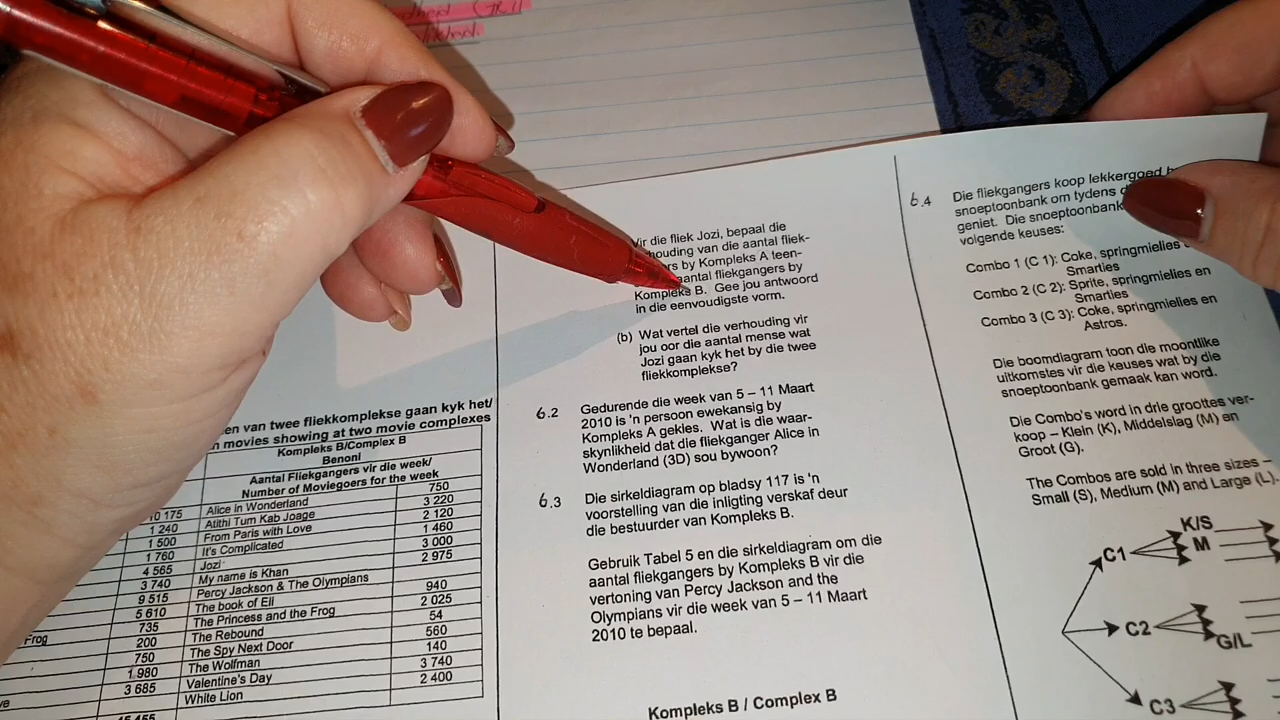 en van twee fliekkomplekse gaan kyk het/
movies showing at two movie complexes
Kompleks B/Complex B
Benoni
Aantal Fliekgangers vir die week/
Number of Moviegoers for the week
10 175 Alice in Wonderland 750
1 240 Atithi Tum Kab Joage 3 220
1 500 From Paris with Love 2 120
1 760 It's Complicated 1 460
4 565 Jozi 3 000
3 740 My name is Khan 2 975
9 515 Percy Jackson & The Olympians
5 610 The book of Eli 940
Frog 735 The Princess and the Frog 2 025
200 The Rebound 54
750 The Spy Next Door 560
1 980 The Wolfman 140
3 685 Valentine's Day 3 740
White Lion 2 400
Vir die fliek Jozi, bepaal die
van die aantal fliek-
by Kompleks A teen-
aantal fliekgangers by
Kompleks B. Gee jou antwoord
in die eenvoudigste vorm.
(b) Wat vertel die verhouding vir
jou oor die aantal mense wat
Jozi gaan kyk het by die twee
fliekkomplekse?
6.2 Gedurende die week van 5 – 11 Maart
2010 is 'n persoon ewekansig by
Kompleks A gekies. Wat is die waar-
skynlikheid dat die fliekganger Alice in
Wonderland (3D) sou bywoon?
6.3 Die sirkeldiagram op bladsy 117 is 'n
voorstelling van die inligting verskaf deur
die bestuurder van Kompleks B.
Gebruik Tabel 5 en die sirkeldiagram om die
aantal fliekgangers by Kompleks B vir die
vertoning van Percy Jackson and the
Olympians vir die week van 5 – 11 Maart
2010 te bepaal.
Kompleks B / Complex B
6.4 Die fliekgangers koop lekkergoed
snoeptoonbank om tydens
geniet. Die snoeptoonbank
volgende keuses:
Combo 1 (C 1): Coke, springmielies
Smarties
Combo 2 (C 2): Sprite, springmielies en
Smarties
Combo 3 (C 3): Coke, springmielies en
Astros.
Die boomdiagram toon die moontlike
uitkomstes vir die keuses wat by die
snoeptoonbank gemaak kan word.
Die Combo's word in drie groottes ver-
koop – Klein (K), Middelslag (M) en
Groot (G).
The Combos are sold in three sizes –
Small (S), Medium (M) and Large (L).
K/S
C1 M
C2
G/L
C3